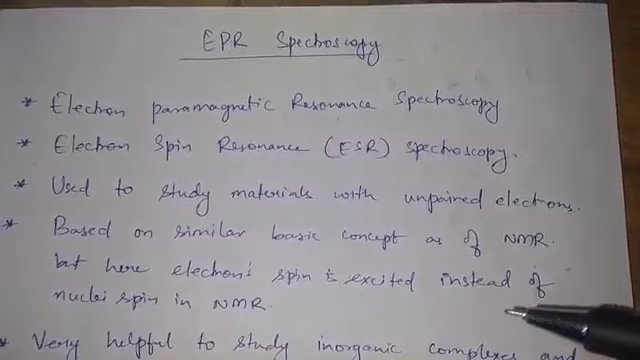 EPR Spectroscopy
* Electron paramagnetic Resonance Spectroscopy
* Electron Spin Resonance (ESR) spectroscopy.
* Used to study materials with unpaired electrons.
* Based on similar basic concept as of NMR.
but here electron's spin is excited instead of
nuclei spin in NMR.
* Very helpful to study inorganic complexes and